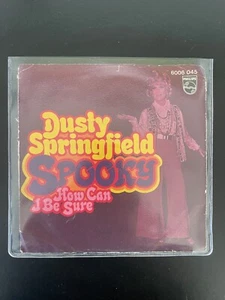 6006 045
PHILIPS
Dusty
Springfield
SPOOKY
How Can
I Be Sure